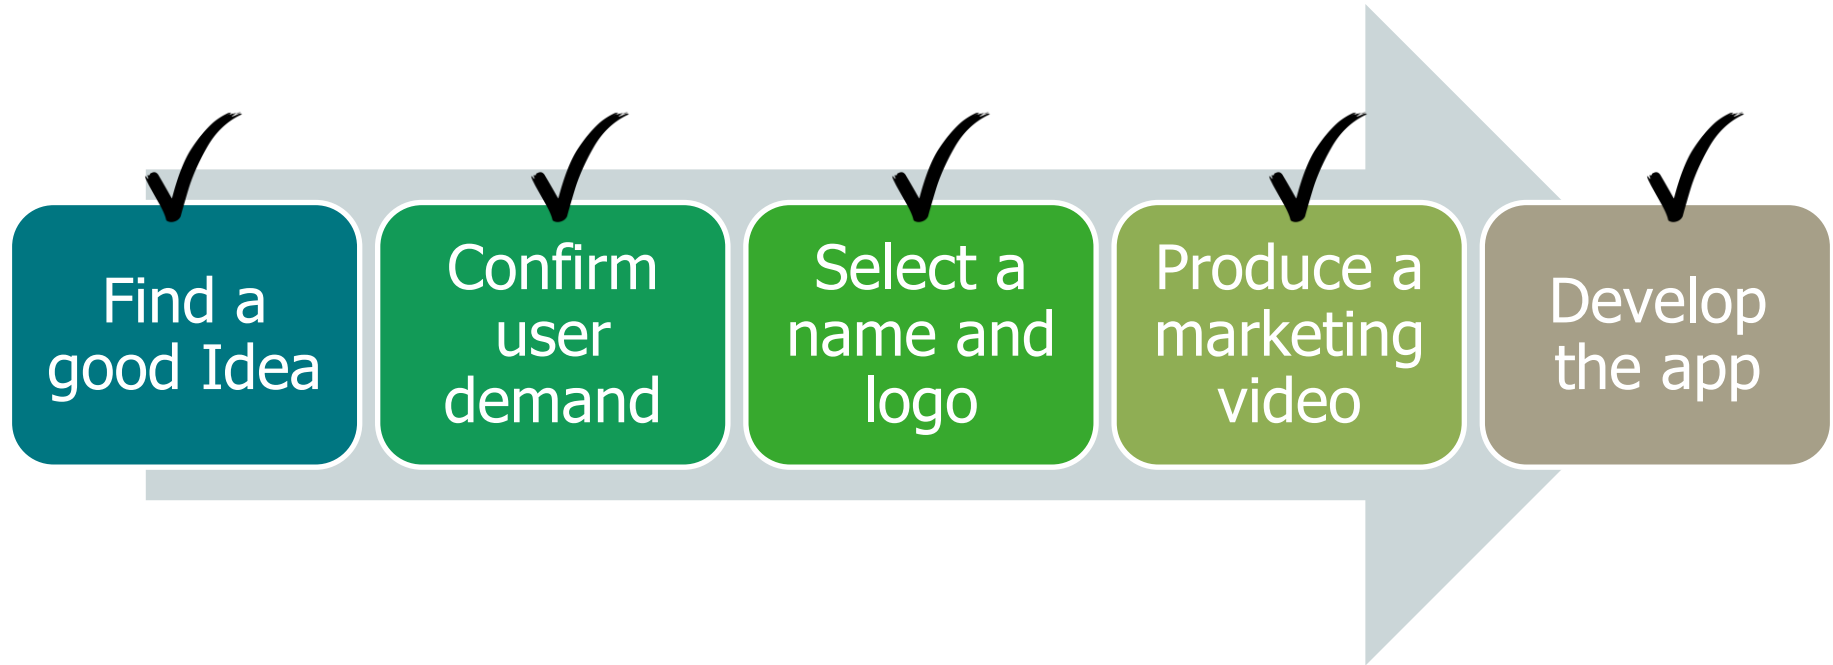 Find a
good Idea
Confirm
user
demand
Select a
name and
logo
Produce a
marketing
video
Develop
the app